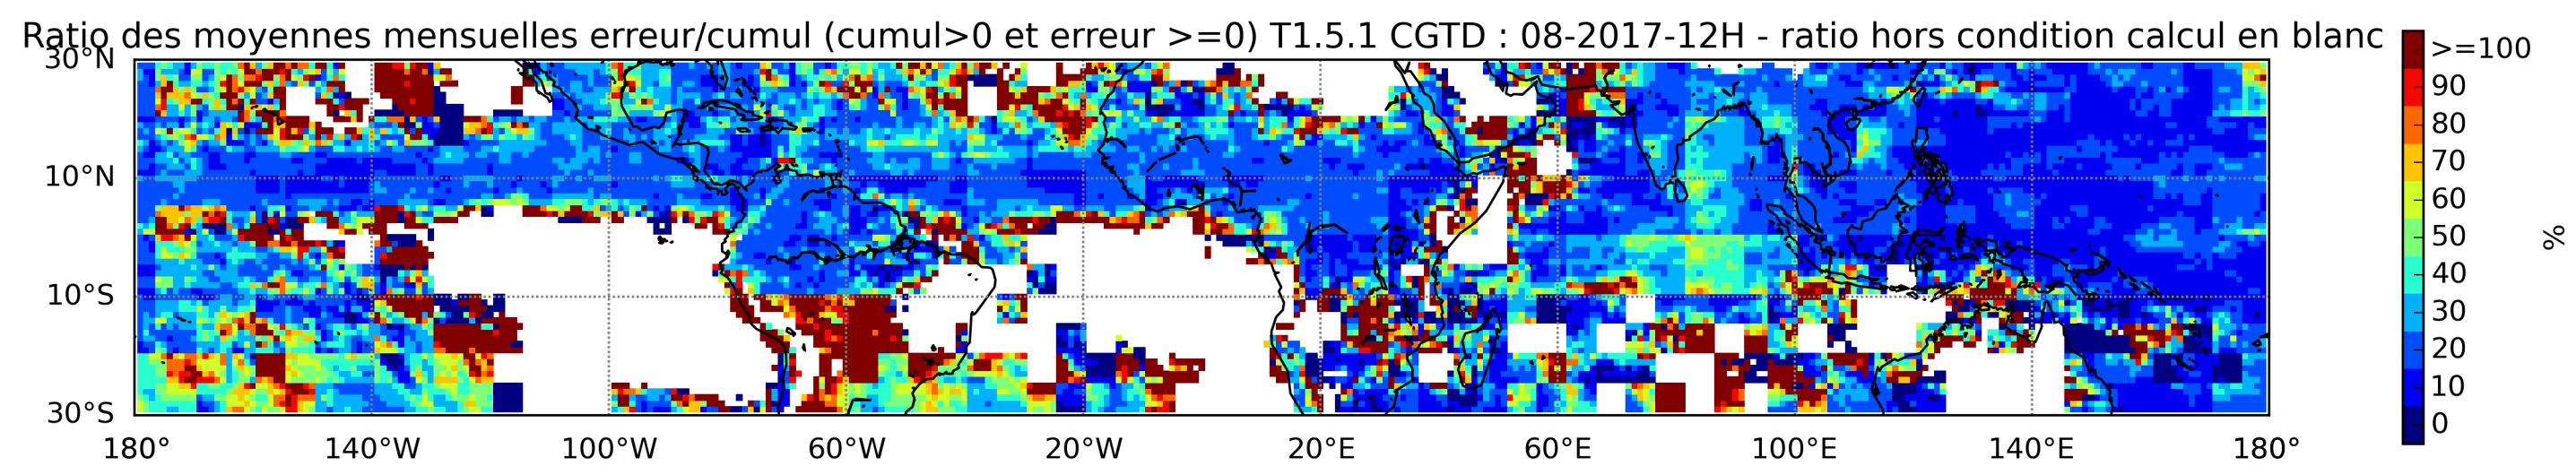 Ratio des moyennes mensuelles erreur/cumul (cumul>0 et erreur >=0) T1.5.1 CGTD : 08-2017-12H - ratio hors condition calcul en blanc
30°N
10°N
10°S
30°S
180°
140°W
100°W
60°W
20°W
20°E
60°E
100°E
140°E
180°
>=100
90
80
70
60
50
40
30
20
10
0
%